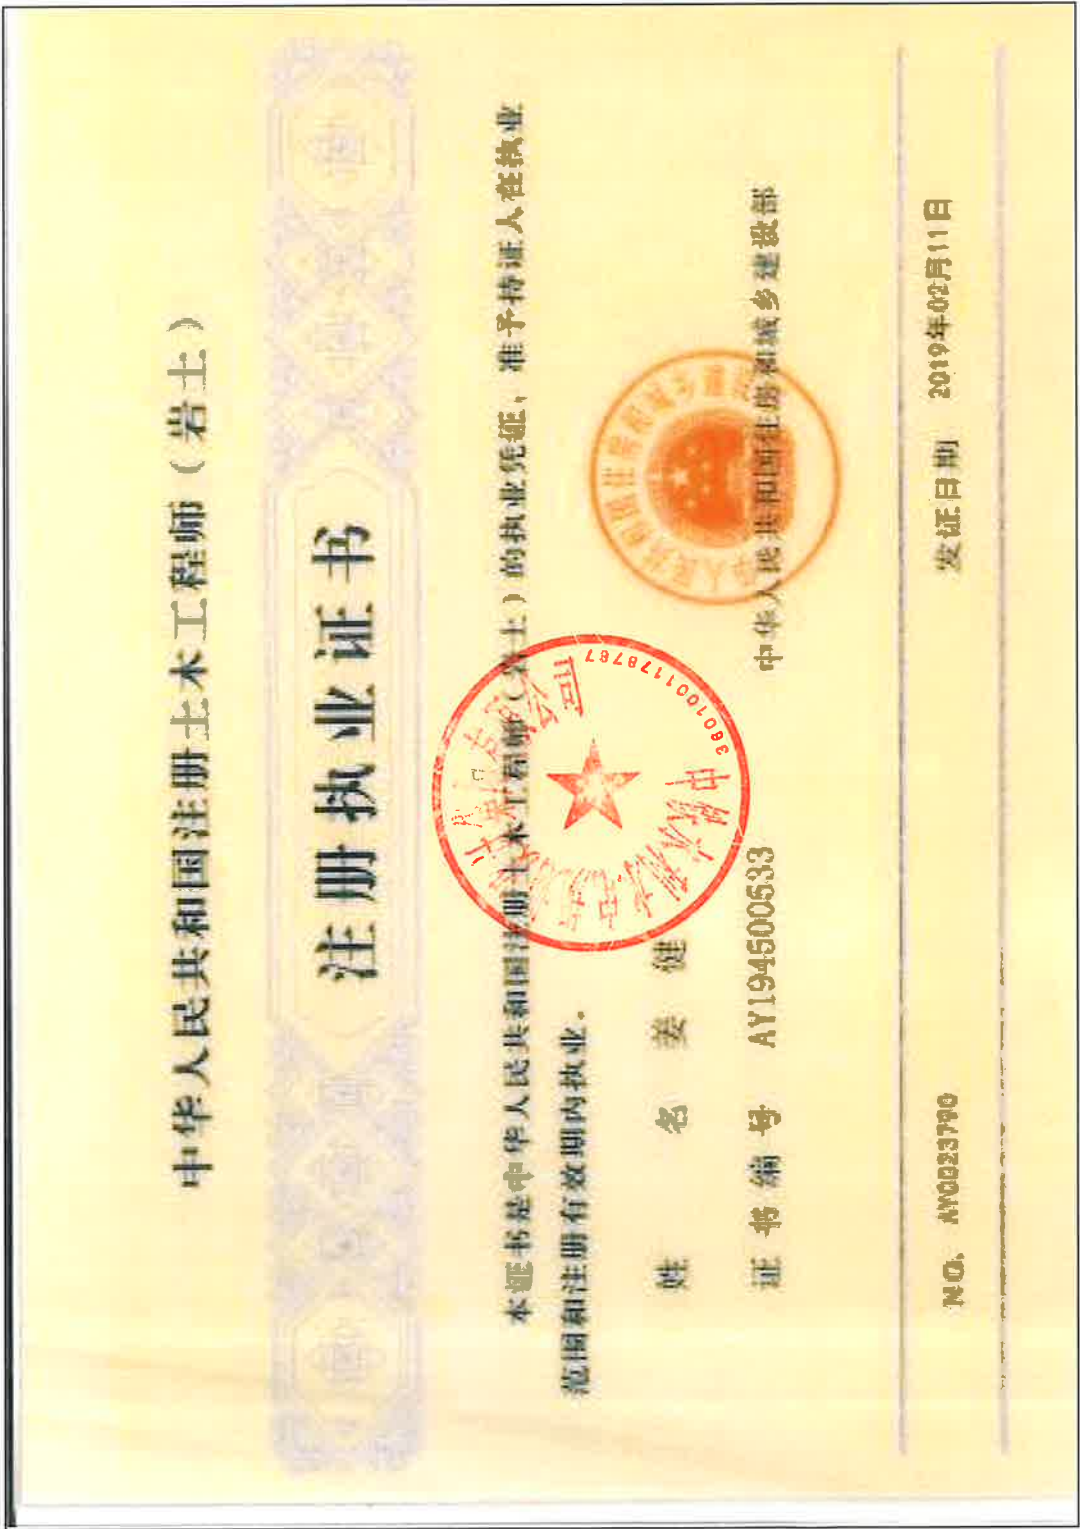 中华人民共和国注册土木工程师（岩土）
注册执业证书
本证书是中华人民共和国注册土木工程师（岩土）的执业凭证，准予持证人在执业
范围和注册有效期内执业。
姓 名 姜 健
证 书 编 号 AY194500533
中华人民共和国住房和城乡建设部
NO. AY0023790
发证日期 2019年02月11日
3601001178787